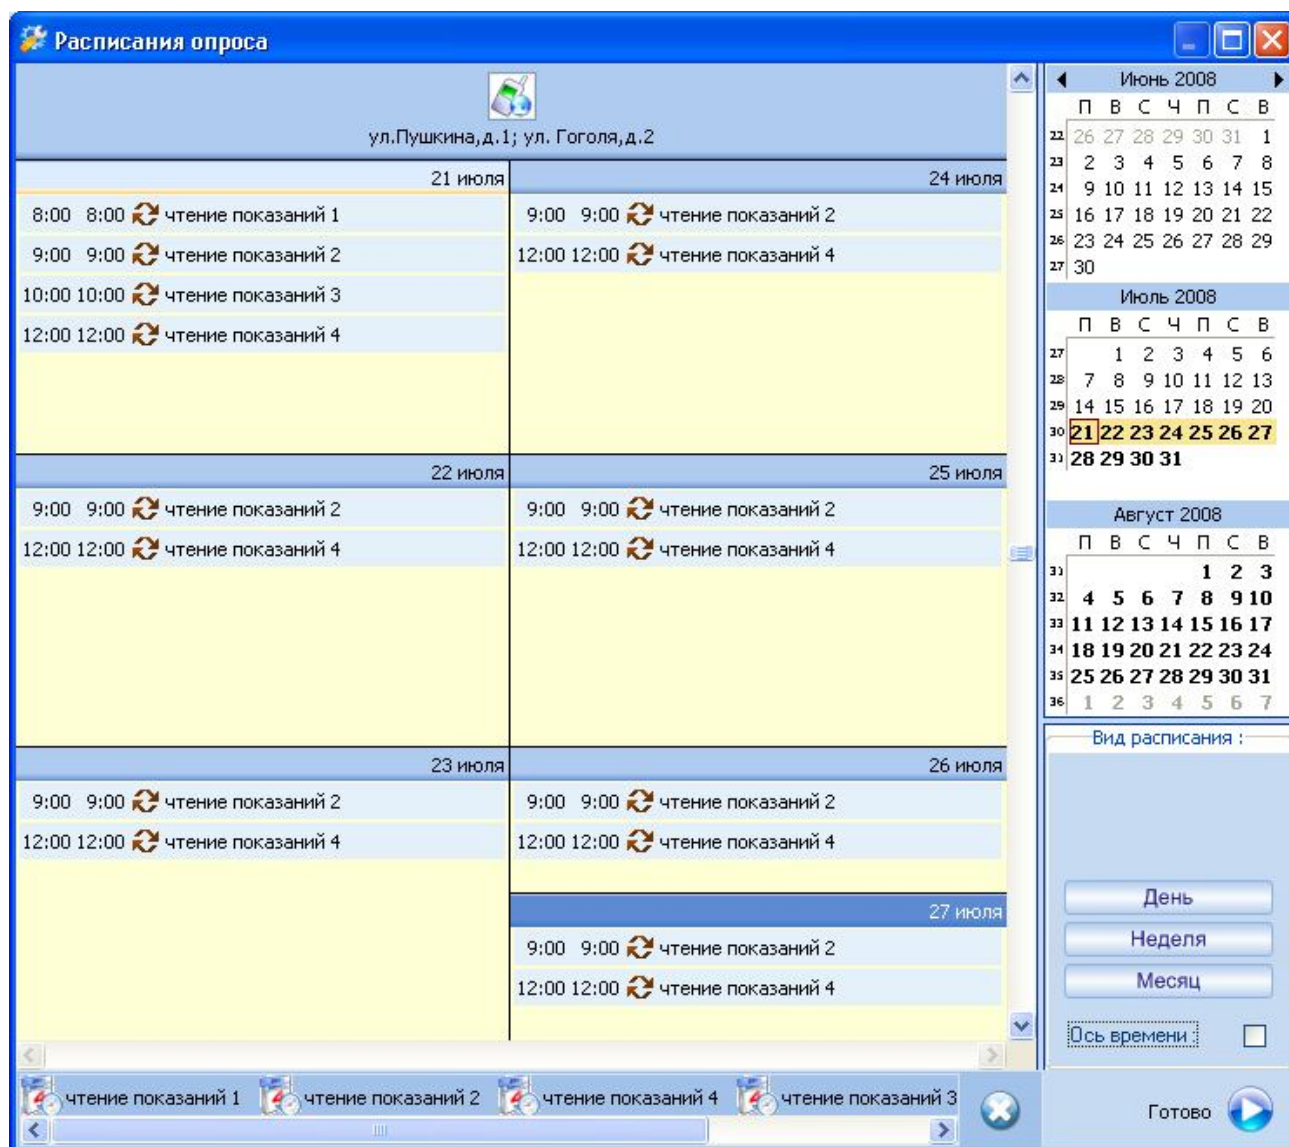 Расписания опроса
ул.Пушкина,д.1; ул. Гоголя,д.2
21 июля
8:00 8:00 чтение показаний 1
9:00 9:00 чтение показаний 2
10:00 10:00 чтение показаний 3
12:00 12:00 чтение показаний 4
22 июля
9:00 9:00 чтение показаний 2
12:00 12:00 чтение показаний 4
23 июля
9:00 9:00 чтение показаний 2
12:00 12:00 чтение показаний 4
24 июля
9:00 9:00 чтение показаний 2
12:00 12:00 чтение показаний 4
25 июля
9:00 9:00 чтение показаний 2
12:00 12:00 чтение показаний 4
26 июля
9:00 9:00 чтение показаний 2
12:00 12:00 чтение показаний 4
27 июля
9:00 9:00 чтение показаний 2
12:00 12:00 чтение показаний 4
Июнь 2008
П В С Ч П С В
22 26 27 28 29 30 31 1
23 2 3 4 5 6 7 8
24 9 10 11 12 13 14 15
25 16 17 18 19 20 21 22
26 23 24 25 26 27 28 29
27 30
Июль 2008
П В С Ч П С В
27 1 2 3 4 5 6
28 7 8 9 10 11 12 13
29 14 15 16 17 18 19 20
30 21 22 23 24 25 26 27
31 28 29 30 31
Август 2008
П В С Ч П С В
31 1 2 3
32 4 5 6 7 8 9 10
33 11 12 13 14 15 16 17
34 18 19 20 21 22 23 24
35 25 26 27 28 29 30 31
36 1 2 3 4 5 6 7
Вид расписания :
День
Неделя
Месяц
Ось времени :
чтение показаний 1 чтение показаний 2 чтение показаний 4 чтение показаний 3
Готово